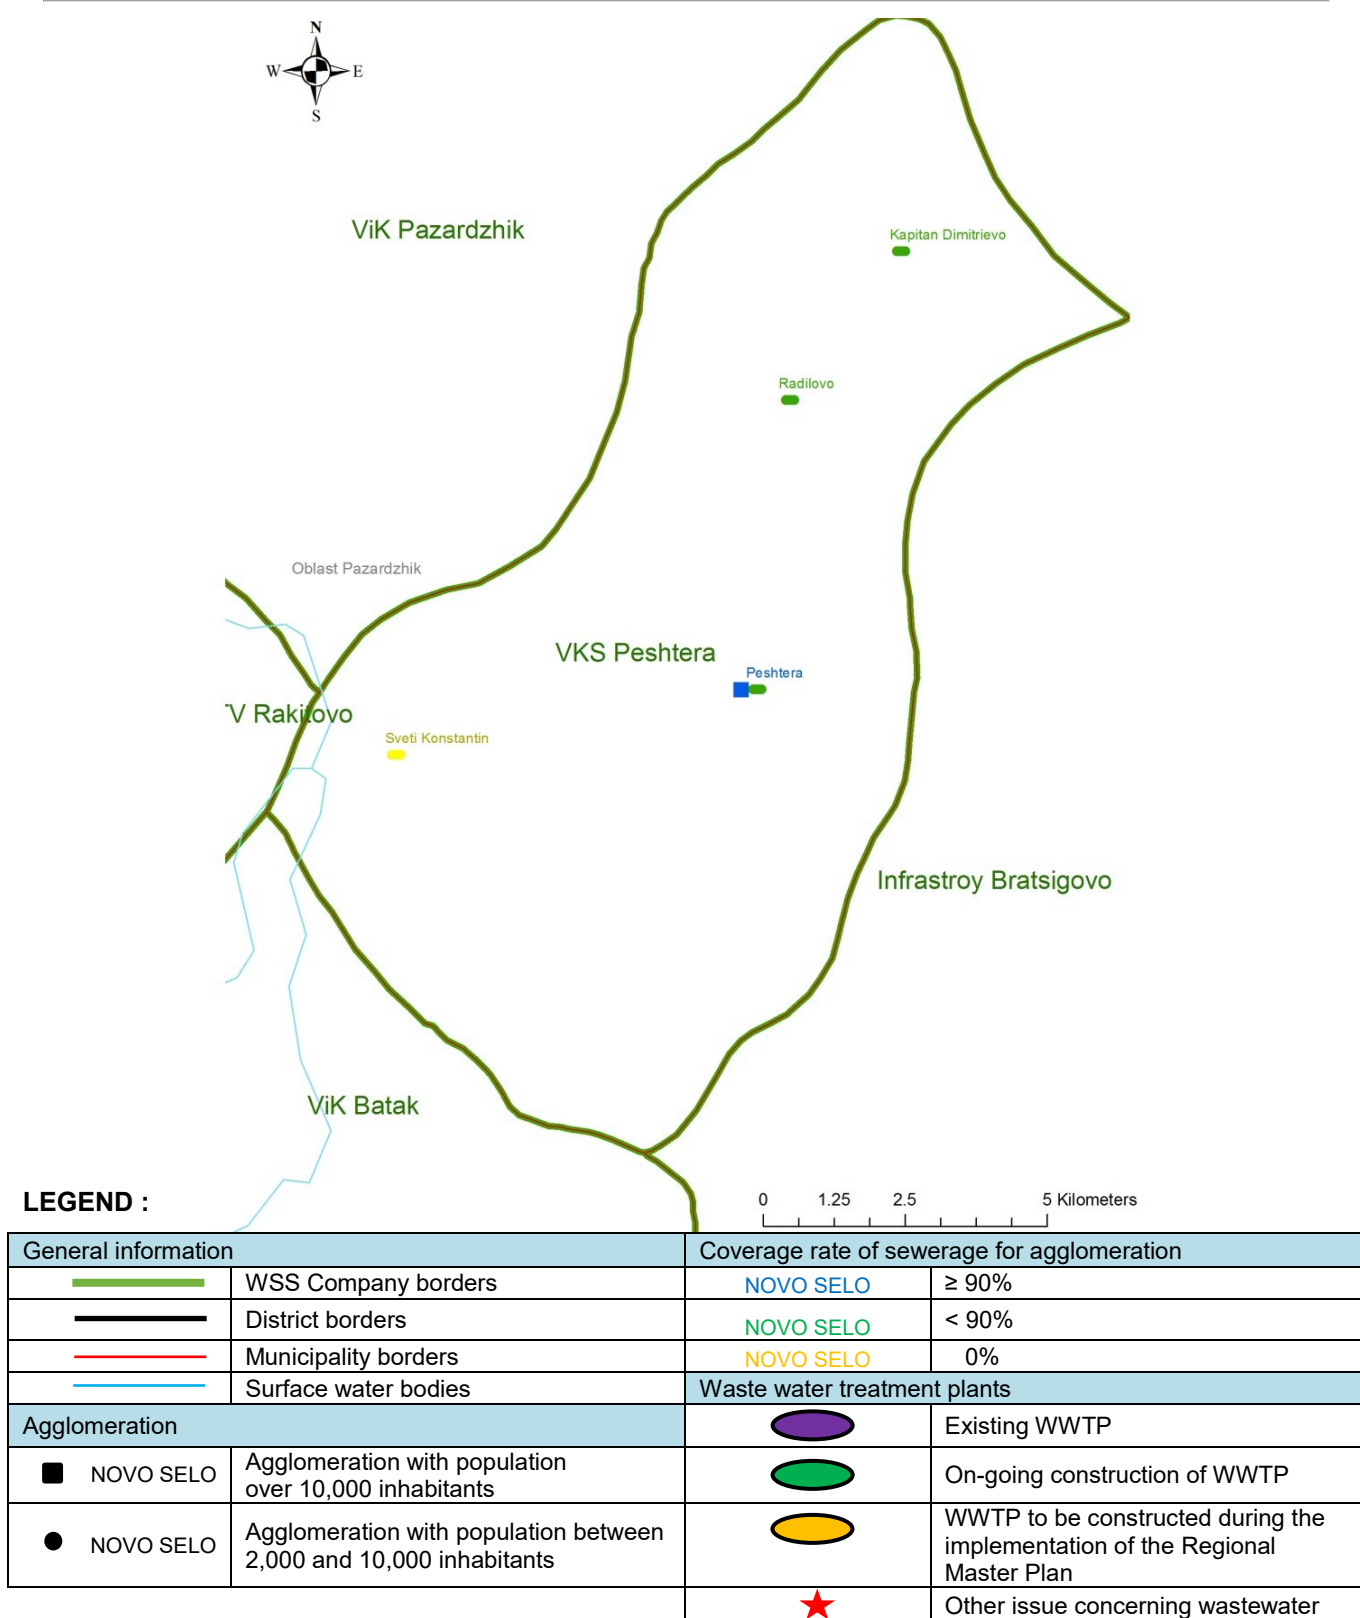 N
W
E
S
ViK Pazardzhik
Kapitan Dimitrievo
Radilovo
Oblast Pazardzhik
VKS Peshtera
Peshtera
V Rakitovo
Sveti Konstantin
Infrastroy Bratsigovo
ViK Batak
LEGEND :
0 1.25 2.5 5 Kilometers
General information
WSS Company borders
District borders
Municipality borders
Surface water bodies
Agglomeration
NOVO SELO
Agglomeration with population
over 10,000 inhabitants
NOVO SELO
Agglomeration with population between
2,000 and 10,000 inhabitants
Coverage rate of sewerage for agglomeration
NOVO SELO ≥ 90%
NOVO SELO < 90%
NOVO SELO 0%
Waste water treatment plants
Existing WWTP
On-going construction of WWTP
WWTP to be constructed during the
implementation of the Regional
Master Plan
Other issue concerning wastewater